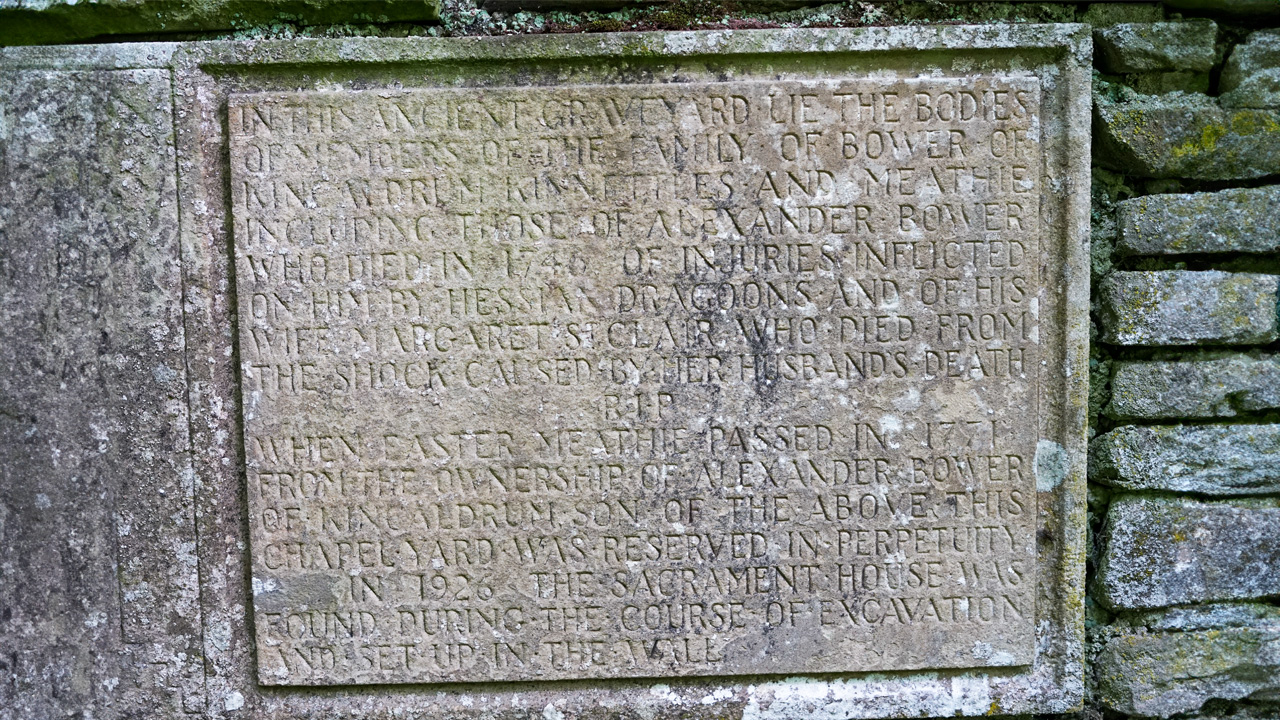 IN THIS ANCIENT GRAVEYARD LIE THE BODIES
OF MEMBERS OF THE FAMILY OF BOWER OF
KINCALDRUM KINNETTLES AND MEATHIE
INCLUDING THOSE OF ALEXANDER BOWER
WHO DIED IN 1746 OF INJURIES INFLICTED
ON HIM BY HESSIAN DRAGOONS AND OF HIS
WIFE MARGARET ST CLAIR WHO DIED FROM
THE SHOCK CAUSED BY HER HUSBANDS DEATH
R·I·P
WHEN EASTER MEATHIE PASSED IN 1771
FROM THE OWNERSHIP OF ALEXANDER BOWER
OF KINCALDRUM SON OF THE ABOVE THIS
CHAPEL YARD WAS RESERVED IN PERPETUITY
IN 1926 THE SACRAMENT HOUSE WAS
FOUND DURING THE COURSE OF EXCAVATION
AND SET UP IN THE WALL